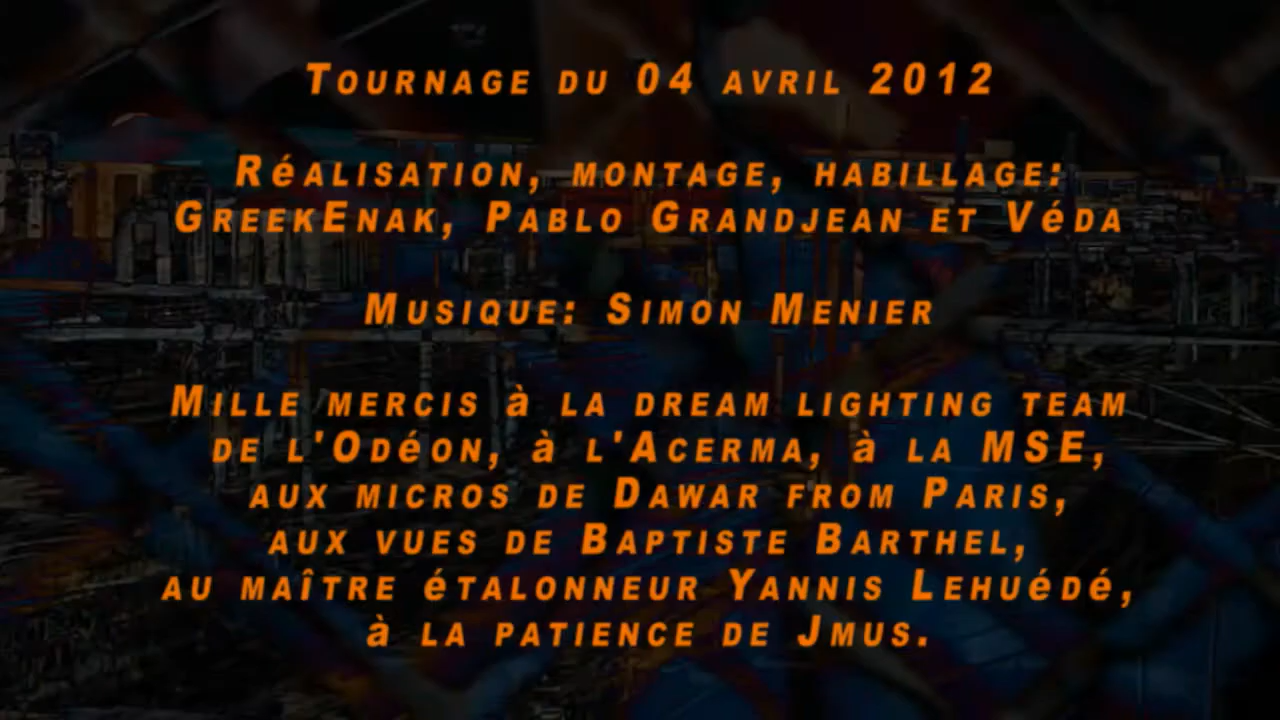 Tournage du 04 avril 2012
Réalisation, montage, habillage:
GreekEnak, Pablo Grandjean et Véda
Musique: Simon Menier
Mille mercis à la dream lighting team
de l'Odéon, à l'Acerma, à la MSE,
aux micros de Dawar from Paris,
aux vues de Baptiste Barthel,
au maître étalonneur Yannis Lehuédé,
à la patience de Jmus.